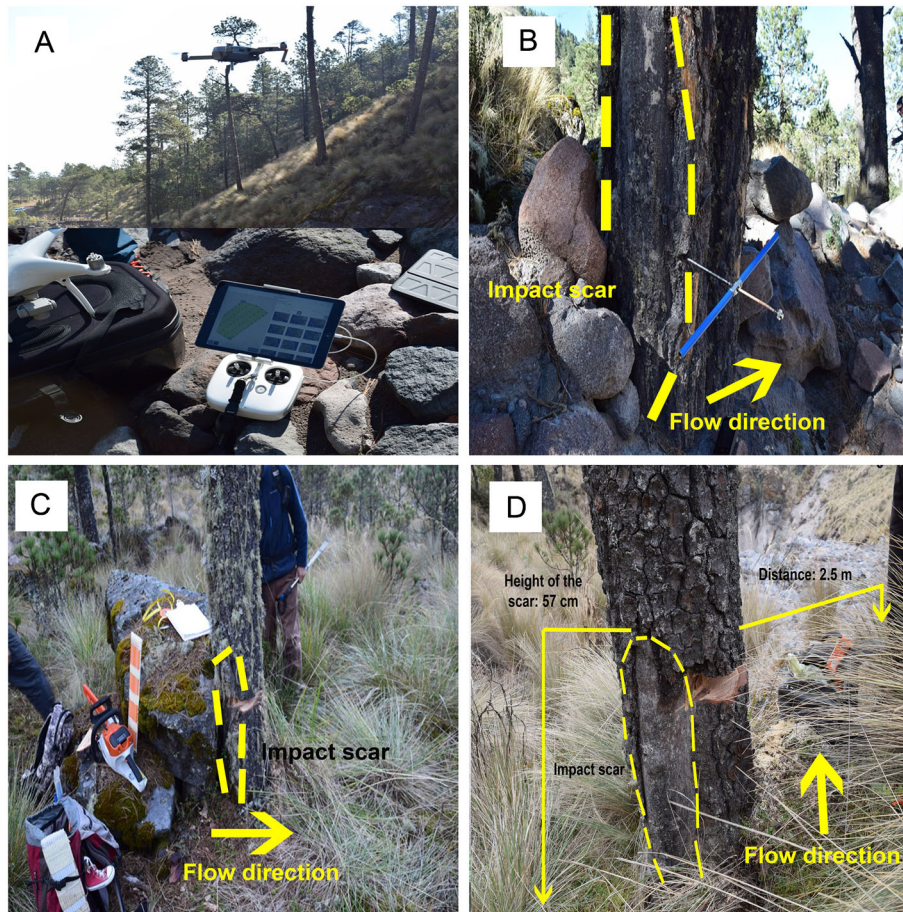 A
B
Impact scar
Flow direction
C
Impact scar
Flow direction
D
Height of the
scar: 57 cm
Distance: 2.5 m
Impact scar
Flow direction